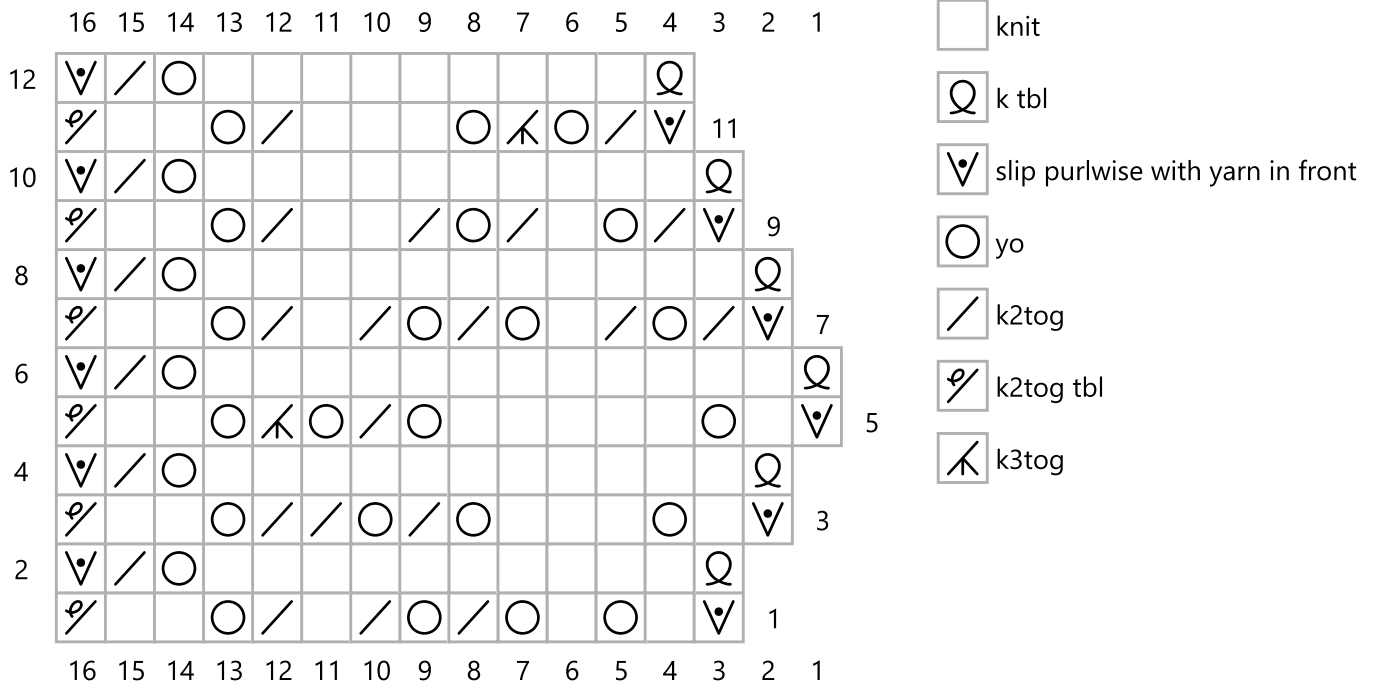 16 15 14 13 12 11 10 9 8 7 6 5 4 3 2 1
12
11
10
9
8
7
6
5
4
3
2
1
16 15 14 13 12 11 10 9 8 7 6 5 4 3 2 1
knit
k tbl
slip purlwise with yarn in front
yo
k2tog
k2tog tbl
k3tog